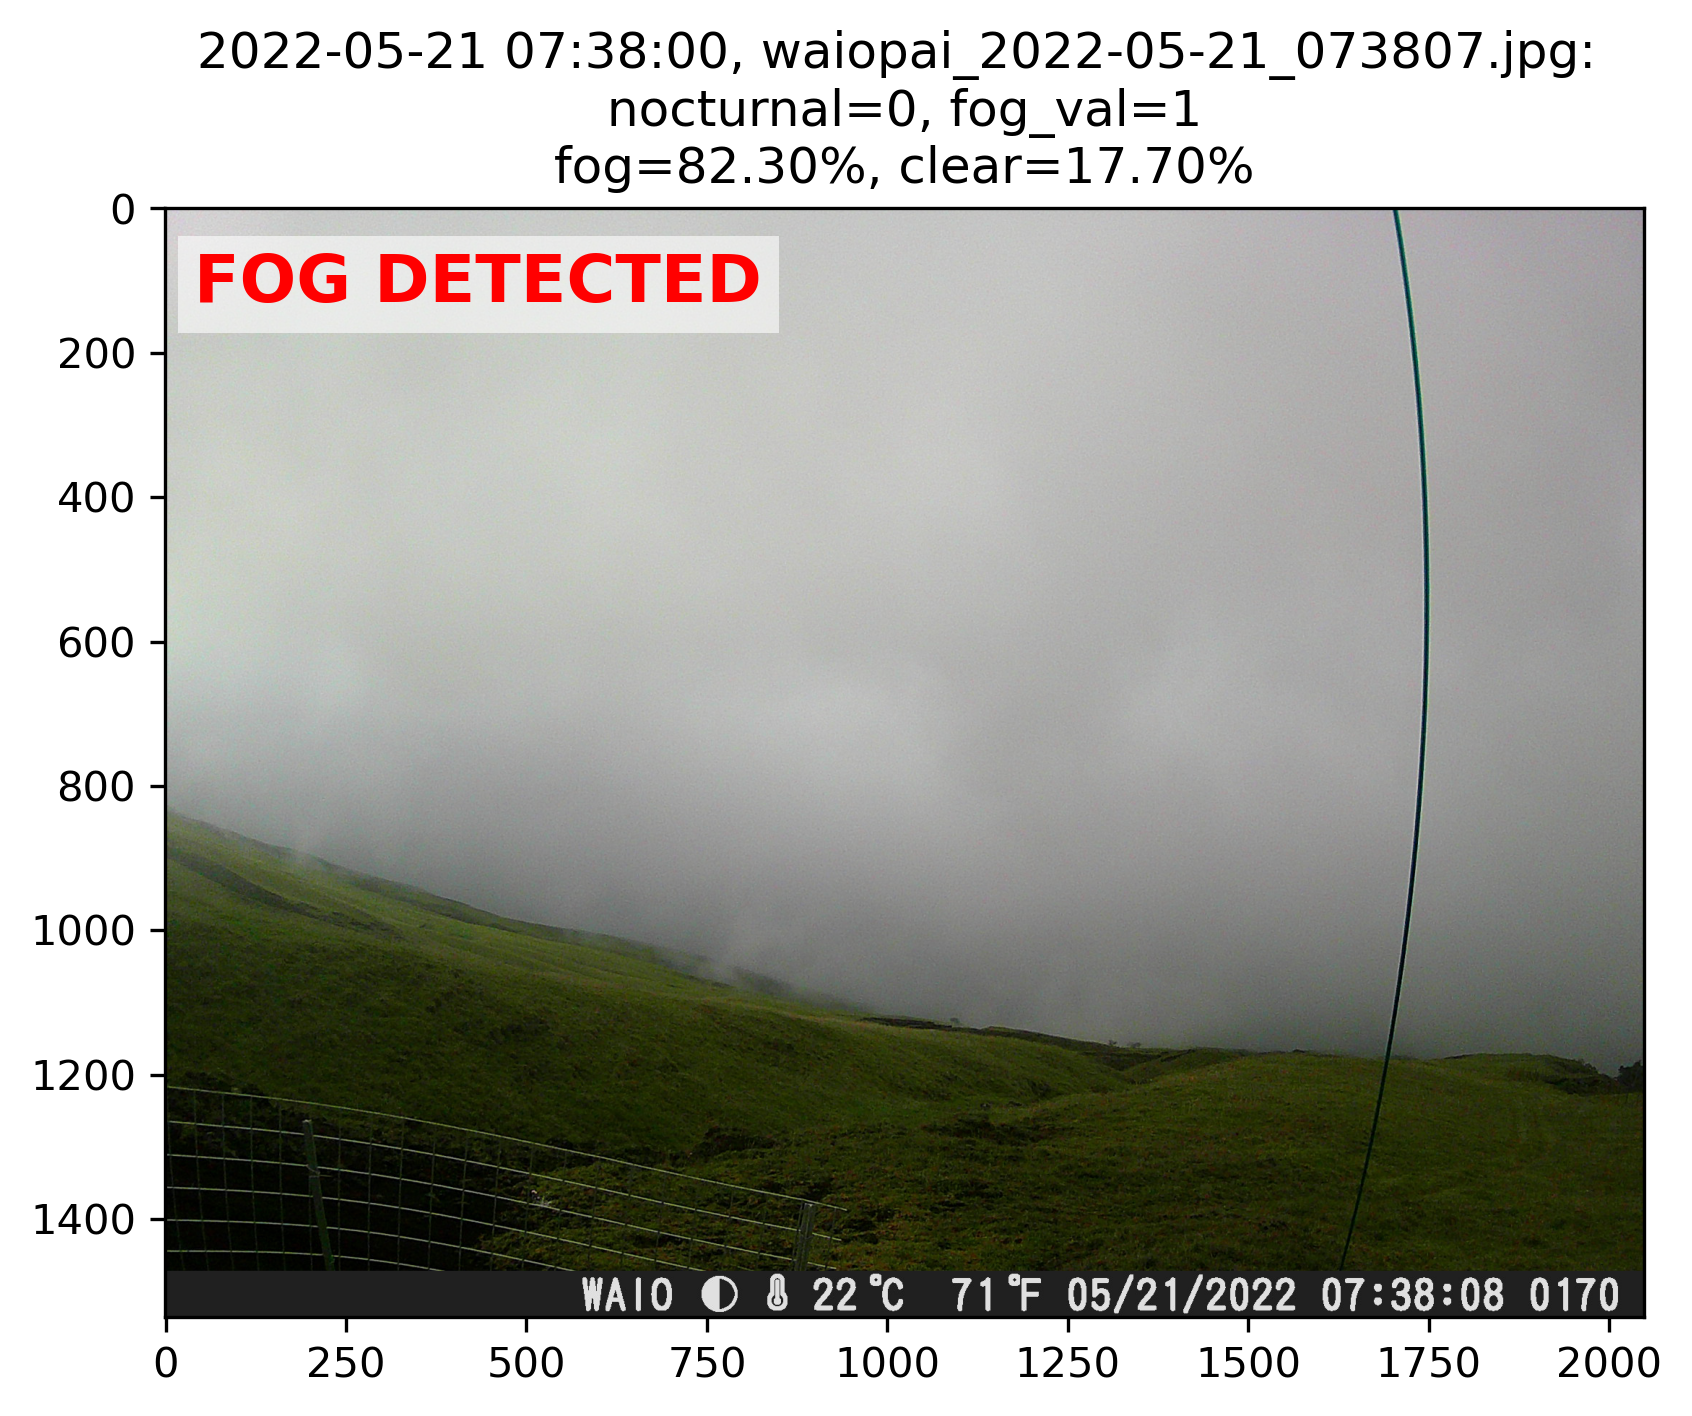 2022-05-21 07:38:00, waiopai_2022-05-21_073807.jpg:
nocturnal=0, fog_val=1
fog=82.30%, clear=17.70%
0
FOG DETECTED
200
400
600
800
1000
1200
1400
WAIO 22°C 71°F 05/21/2022 07:38:08 0170
0 250 500 750 1000 1250 1500 1750 2000